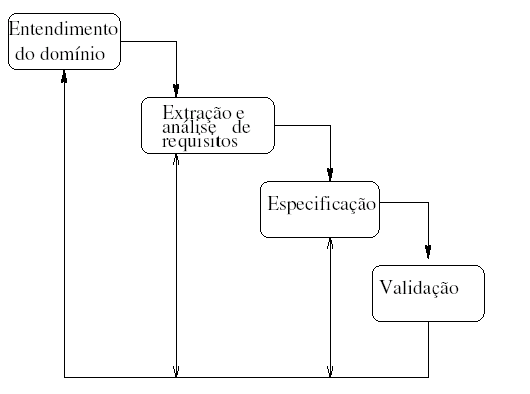 Entendimento
do domínio
Extração e
análise de
requisitos
Especificação
Validação